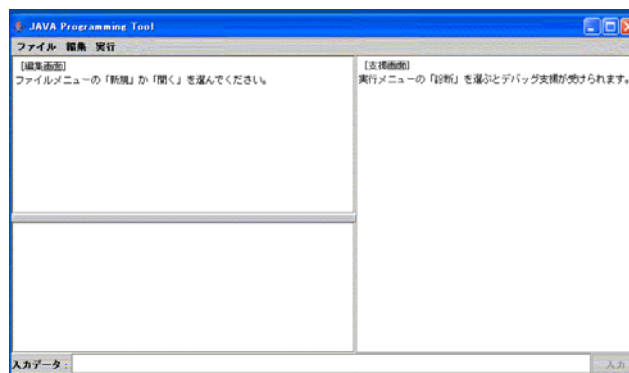 JAVA Programming Tool
ファイル 編集 実行
[編集画面]
ファイルメニューの「新規」か「開く」を選んでください。
[支援画面]
実行メニューの「診断」を選ぶとデバッグ支援が受けられます。
入力データ:
入力